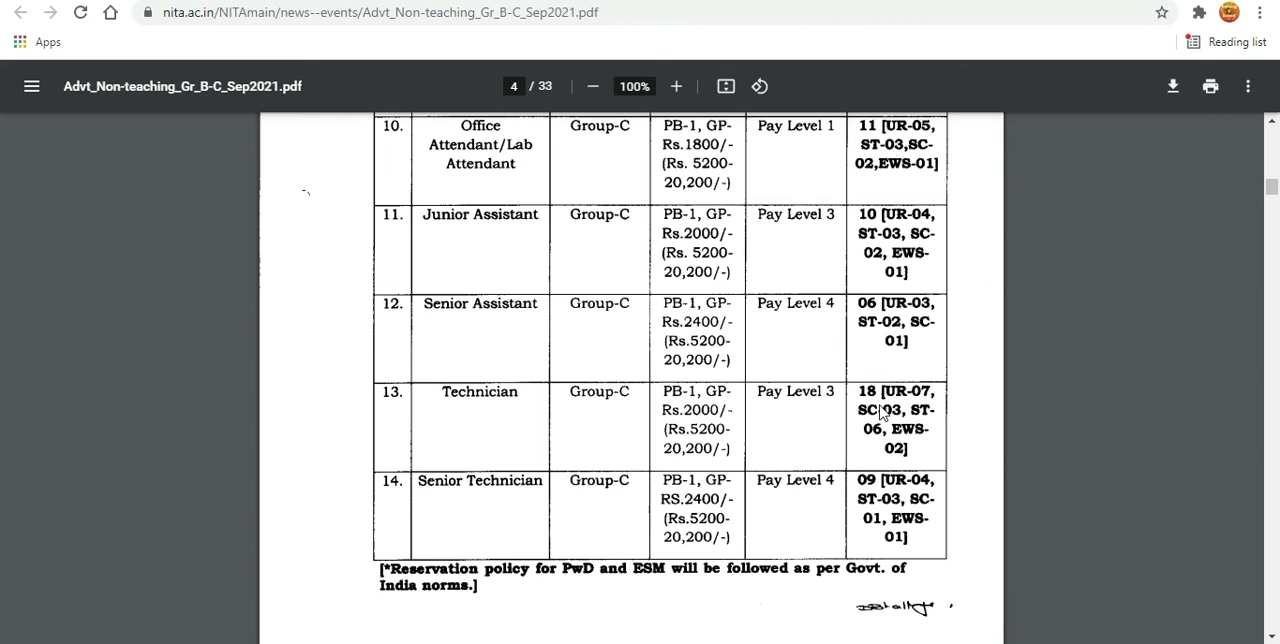 nita.ac.in/NITAmain/news--events/Advt_Non-teaching_Gr_B-C_Sep2021.pdf
Apps
Reading list
Advt_Non-teaching_Gr_B-C_Sep2021.pdf
4 / 33
100%
10. Office Attendant/Lab Attendant Group-C PB-1, GP-Rs.1800/- (Rs. 5200-20,200/-) Pay Level 1 11 [UR-05, ST-03,SC-02,EWS-01]
11. Junior Assistant Group-C PB-1, GP-Rs.2000/- (Rs. 5200-20,200/-) Pay Level 3 10 [UR-04, ST-03, SC-02, EWS-01]
12. Senior Assistant Group-C PB-1, GP-Rs.2400/- (Rs.5200-20,200/-) Pay Level 4 06 [UR-03, ST-02, SC-01]
13. Technician Group-C PB-1, GP-Rs.2000/- (Rs.5200-20,200/-) Pay Level 3 18 [UR-07, SC-03, ST-06, EWS-02]
14. Senior Technician Group-C PB-1, GP-RS.2400/- (Rs.5200-20,200/-) Pay Level 4 09 [UR-04, ST-03, SC-01, EWS-01]
[*Reservation policy for PwD and ESM will be followed as per Govt. of
India norms.]